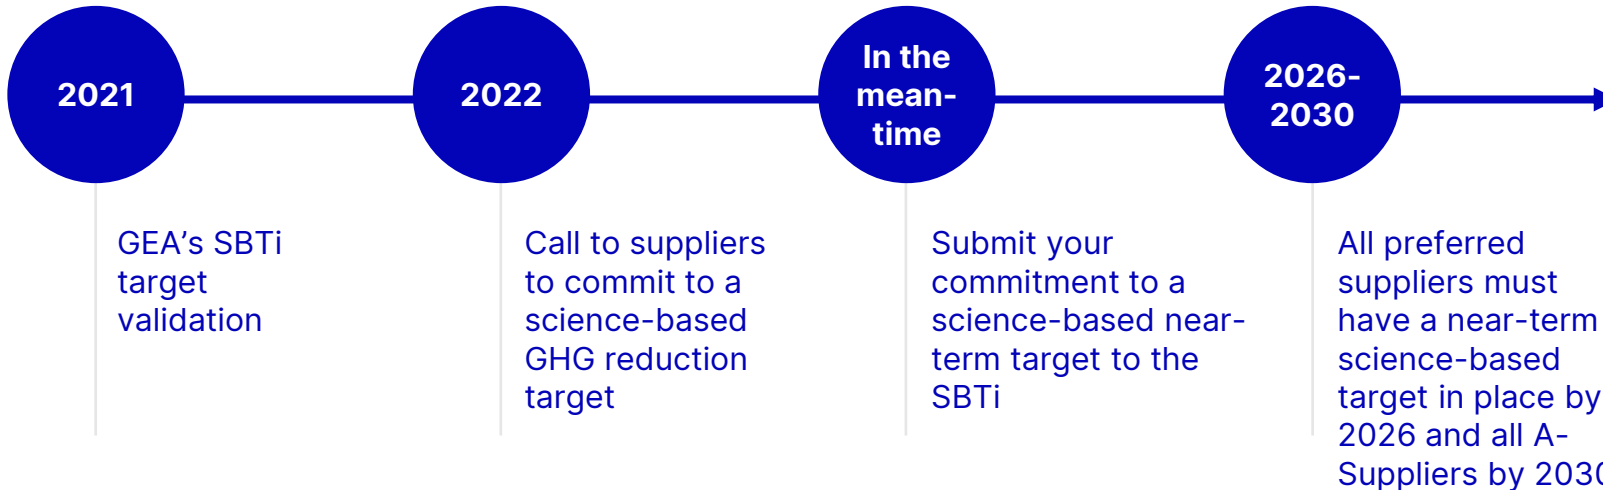 2021
2022
In the
mean-
time
2026-
2030
GEA’s SBTi
target
validation
Call to suppliers
to commit to a
science-based
GHG reduction
target
Submit your
commitment to a
science-based near-
term target to the
SBTi
All preferred
suppliers must
have a near-term
science-based
target in place by
2026 and all A-
Suppliers by 2030